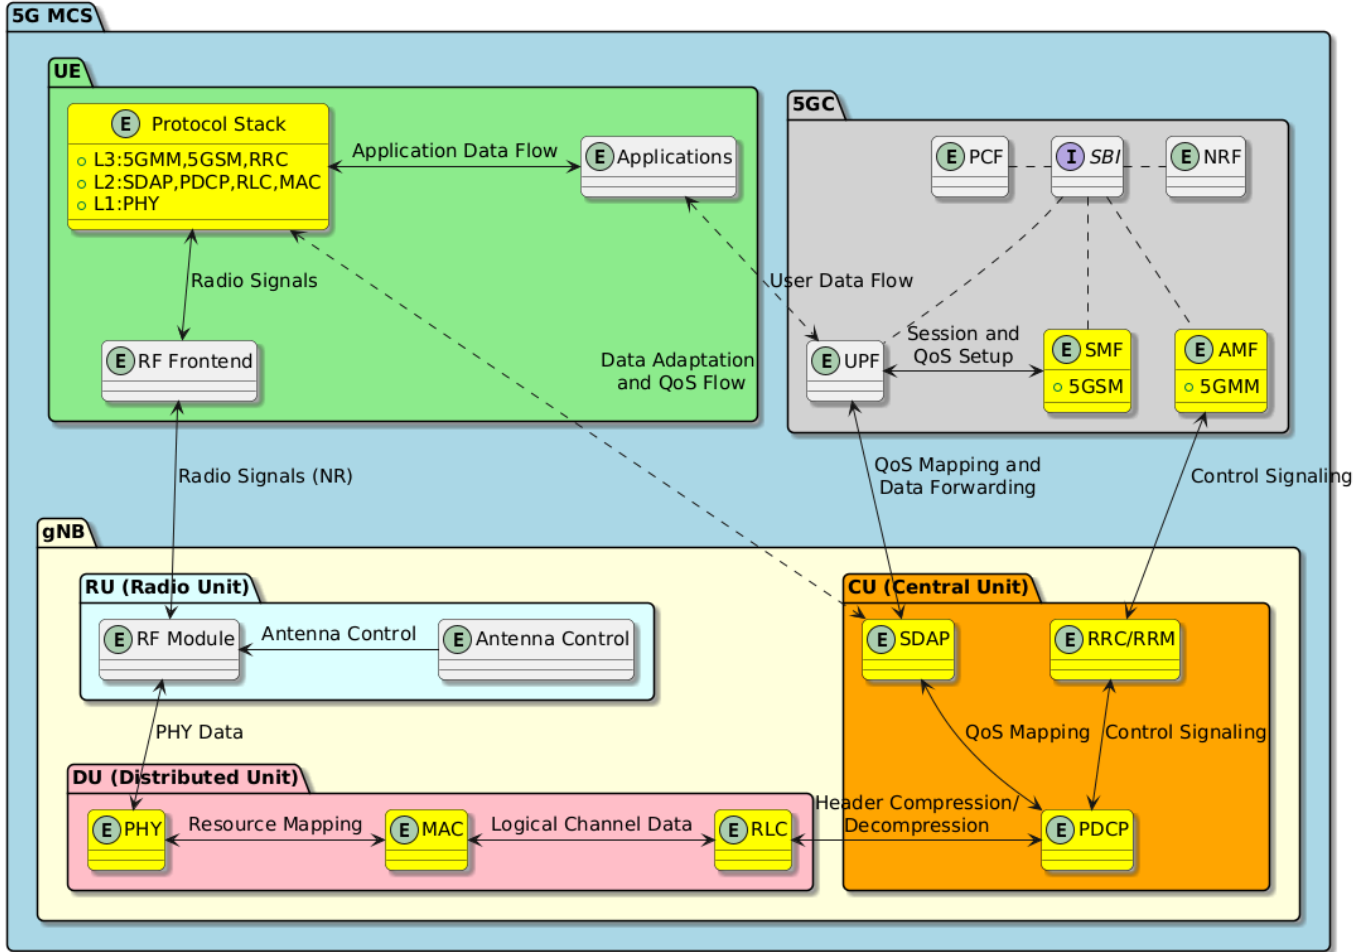 5G MCS
UE
E Protocol Stack
L3:5GMM,5GSM,RRC
L2:SDAP,PDCP,RLC,MAC
L1:PHY
Application Data Flow
E Applications
Radio Signals
E RF Frontend
Data Adaptation
and QoS Flow
User Data Flow
5GC
E PCF
I SBI
E NRF
E UPF
Session and
QoS Setup
E SMF
5GSM
E AMF
5GMM
Radio Signals (NR)
QoS Mapping and
Data Forwarding
Control Signaling
gNB
RU (Radio Unit)
E RF Module
Antenna Control
E Antenna Control
PHY Data
DU (Distributed Unit)
E PHY
Resource Mapping
E MAC
Logical Channel Data
E RLC
Header Compression/
Decompression
CU (Central Unit)
E SDAP
E RRC/RRM
QoS Mapping
Control Signaling
E PDCP